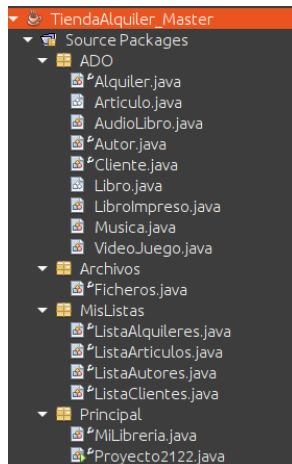 TiendaAlquiler_Master
Source Packages
ADO
Alquiler.java
Articulo.java
AudioLibro.java
Autor.java
Cliente.java
Libro.java
LibroImpreso.java
Musica.java
VideoJuego.java
Archivos
Ficheros.java
MisListas
ListaAlquileres.java
ListaArticulos.java
ListaAutores.java
ListaClientes.java
Principal
MiLibreria.java
Proyecto2122.java